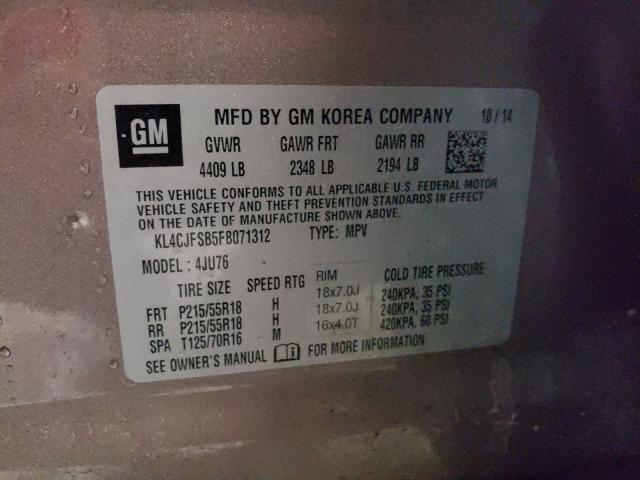 GM
MFD BY GM KOREA COMPANY 10/14
GVWR GAWR FRT GAWR RR
4409 LB 2348 LB 2194 LB
THIS VEHICLE CONFORMS TO ALL APPLICABLE U.S. FEDERAL MOTOR
VEHICLE SAFETY AND THEFT PREVENTION STANDARDS IN EFFECT
ON THE DATE OF MANUFACTURE SHOWN ABOVE.
KL4CJFSB5FB071312 TYPE: MPV
MODEL: 4JU76
TIRE SIZE SPEED RTG RIM COLD TIRE PRESSURE
FRT P215/55R18 H 18x7.0J 240KPA, 35 PSI
RR P215/55R18 H 18x7.0J 240KPA, 35 PSI
SPA T125/70R16 M 16x4.0T 420KPA, 60 PSI
SEE OWNER'S MANUAL FOR MORE INFORMATION